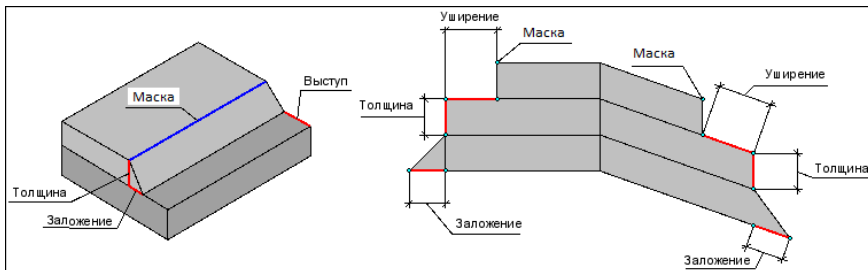 Маска
Выступ
Толщина
Заложение
Уширение
Маска
Маска
Уширение
Толщина
Толщина
Заложение
Заложение